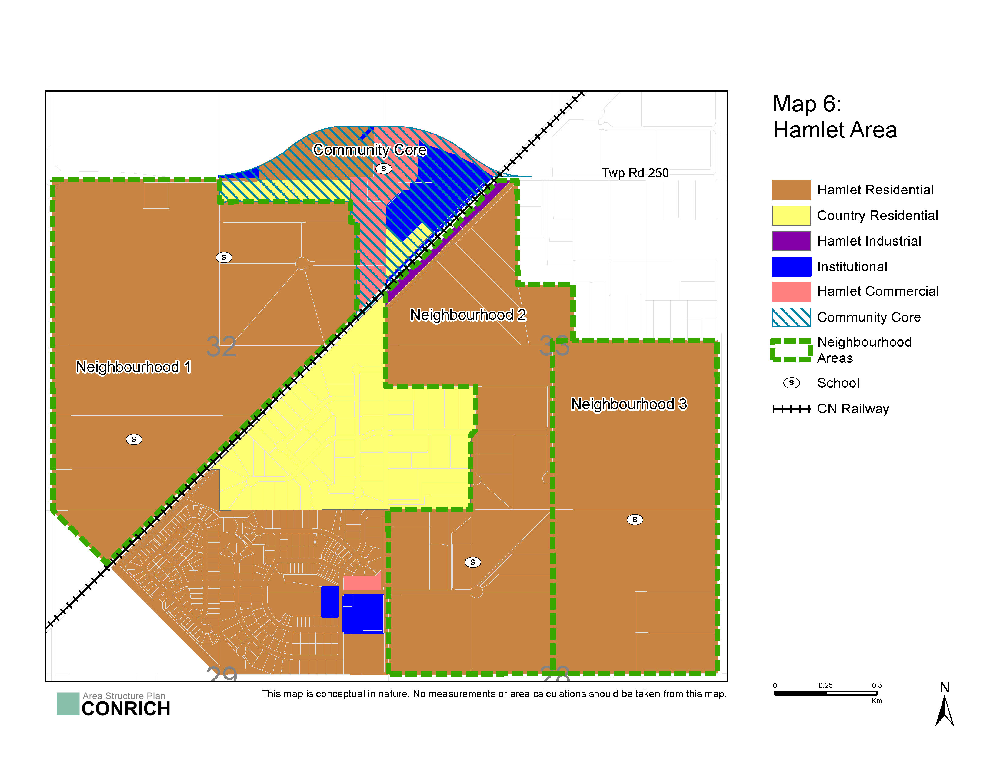 Map 6:
Hamlet Area
Community Core
S
Twp Rd 250
S
Neighbourhood 2
32
33
Neighbourhood 1
Neighbourhood 3
S
S
S
29
28
Hamlet Residential
Country Residential
Hamlet Industrial
Institutional
Hamlet Commercial
Community Core
Neighbourhood
Areas
S School
CN Railway
0 0.25 0.5
Km
N
Area Structure Plan
CONRICH
This map is conceptual in nature. No measurements or area calculations should be taken from this map.